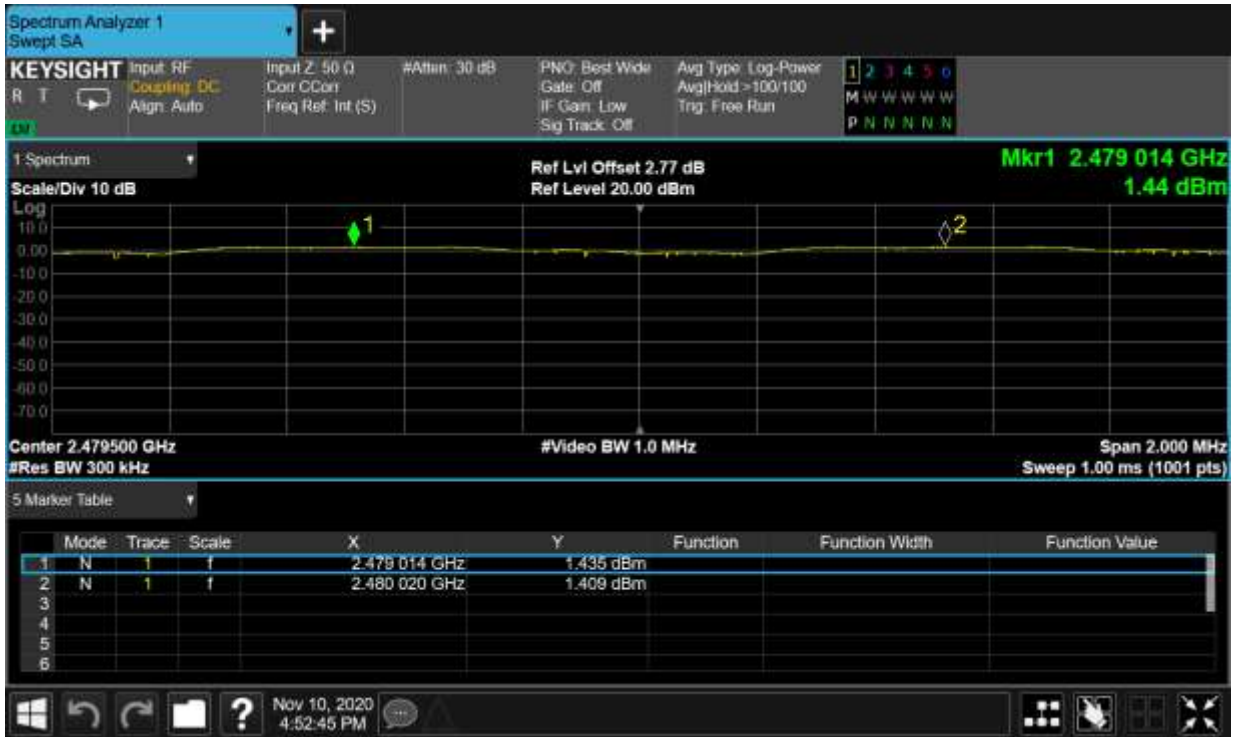 Spectrum Analyzer 1
Swept SA
+
KEYSIGHT
R T
Input: RF
Coupling: DC
Align: Auto
Input Z: 50 Ω
Corr CCorr
Freq Ref: Int (S)
#Atten: 30 dB
PNO: Best Wide
Gate: Off
IF Gain: Low
Sig Track: Off
Avg Type: Log-Power
Avg|Hold:>100/100
Trig: Free Run
1 2 3 4 5 6
M W W W W W
P N N N N N
1 Spectrum
Scale/Div 10 dB
Ref Lvl Offset 2.77 dB
Ref Level 20.00 dBm
Mkr1 2.479 014 GHz
1.44 dBm
Log
10.0
0.00
-10.0
-20.0
-30.0
-40.0
-50.0
-60.0
-70.0
1
2
Center 2.479500 GHz
#Res BW 300 kHz
#Video BW 1.0 MHz
Span 2.000 MHz
Sweep 1.00 ms (1001 pts)
5 Marker Table
Mode Trace Scale X Y Function Function Width Function Value
1 N 1 f 2.479 014 GHz 1.435 dBm
2 N 1 f 2.480 020 GHz 1.409 dBm
3
4
5
6
?
Nov 10, 2020
4:52:45 PM